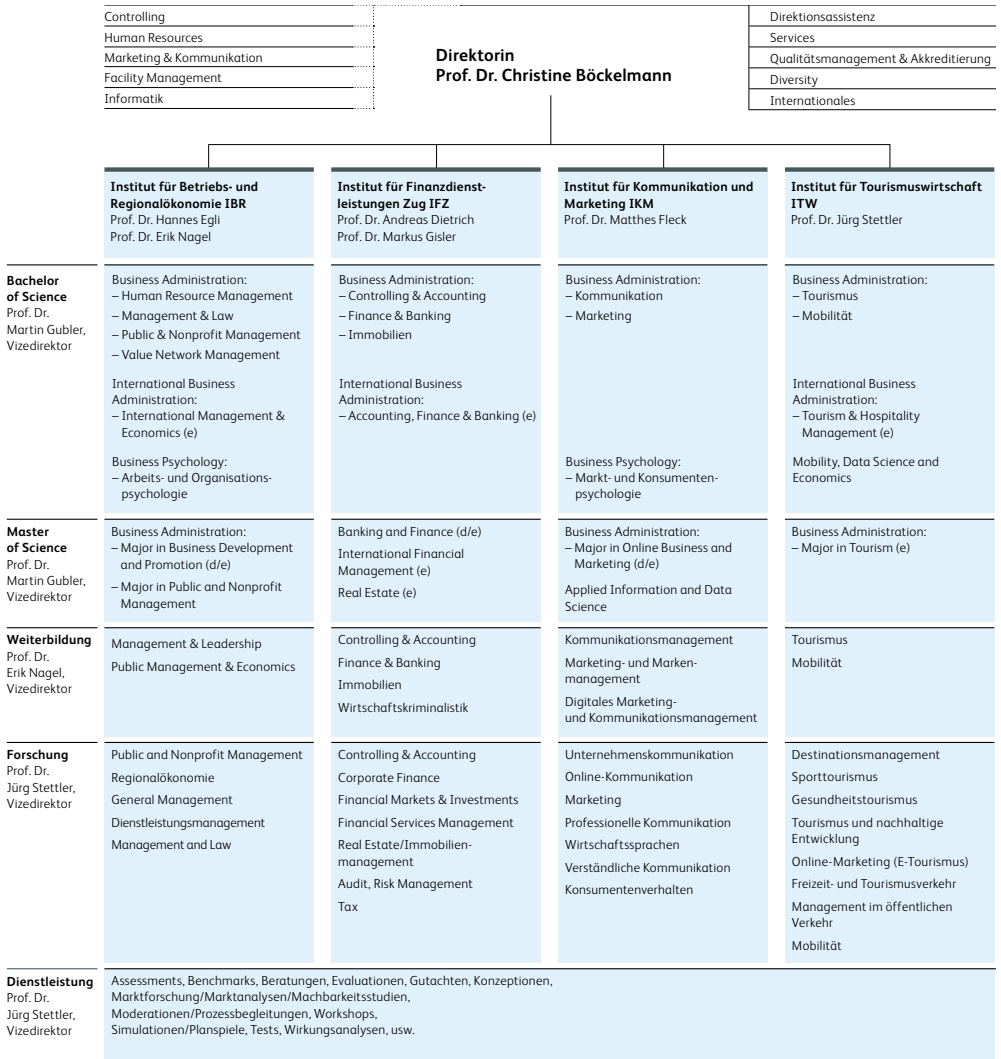 Controlling
Human Resources
Marketing & Kommunikation
Facility Management
Informatik
Direktorin
Prof. Dr. Christine Böckelmann
Direktionsassistenz
Services
Qualitätsmanagement & Akkreditierung
Diversity
Internationales
Institut für Betriebs- und
Regionalökonomie IBR
Prof. Dr. Hannes Egli
Prof. Dr. Erik Nagel
Institut für Finanzdienst-
leistungen Zug IFZ
Prof. Dr. Andreas Dietrich
Prof. Dr. Markus Gisler
Institut für Kommunikation und
Marketing IKM
Prof. Dr. Matthes Fleck
Institut für Tourismuswirtschaft
ITW
Prof. Dr. Jürg Stettler
Bachelor
of Science
Prof. Dr.
Martin Gubler,
Vizedirektor
Business Administration:
– Human Resource Management
– Management & Law
– Public & Nonprofit Management
– Value Network Management
International Business
Administration:
– International Management &
Economics (e)
Business Psychology:
– Arbeits- und Organisations-
psychologie
Business Administration:
– Controlling & Accounting
– Finance & Banking
– Immobilien
International Business
Administration:
– Accounting, Finance & Banking (e)
Business Administration:
– Kommunikation
– Marketing
Business Psychology:
– Markt- und Konsumenten-
psychologie
Business Administration:
– Tourismus
– Mobilität
International Business
Administration:
– Tourism & Hospitality
Management (e)
Mobility, Data Science and
Economics
Master
of Science
Prof. Dr.
Martin Gubler,
Vizedirektor
Business Administration:
– Major in Business Development
and Promotion (d/e)
– Major in Public and Nonprofit
Management
Banking and Finance (d/e)
International Financial
Management (e)
Real Estate (e)
Business Administration:
– Major in Online Business and
Marketing (d/e)
Applied Information and Data
Science
Business Administration:
– Major in Tourism (e)
Weiterbildung
Prof. Dr.
Erik Nagel,
Vizedirektor
Management & Leadership
Public Management & Economics
Controlling & Accounting
Finance & Banking
Immobilien
Wirtschaftskriminalistik
Kommunikationsmanagement
Marketing- und Marken-
management
Digitales Marketing-
und Kommunikationsmanagement
Tourismus
Mobilität
Forschung
Prof. Dr.
Jürg Stettler,
Vizedirektor
Public and Nonprofit Management
Regionalökonomie
General Management
Dienstleistungsmanagement
Management and Law
Controlling & Accounting
Corporate Finance
Financial Markets & Investments
Financial Services Management
Real Estate/Immobilien-
management
Audit, Risk Management
Tax
Unternehmenskommunikation
Online-Kommunikation
Marketing
Professionelle Kommunikation
Wirtschaftssprachen
Verständliche Kommunikation
Konsumentenverhalten
Destinationsmanagement
Sporttourismus
Gesundheitstourismus
Tourismus und nachhaltige
Entwicklung
Online-Marketing (E-Tourismus)
Freizeit- und Tourismusverkehr
Management im öffentlichen
Verkehr
Mobilität
Dienstleistung
Prof. Dr.
Jürg Stettler,
Vizedirektor
Assessments, Benchmarks, Beratungen, Evaluationen, Gutachten, Konzeptionen,
Marktforschung/Marktanalysen/Machbarkeitsstudien,
Moderationen/Prozessbegleitungen, Workshops,
Simulationen/Planspiele, Tests, Wirkungsanalysen, usw.